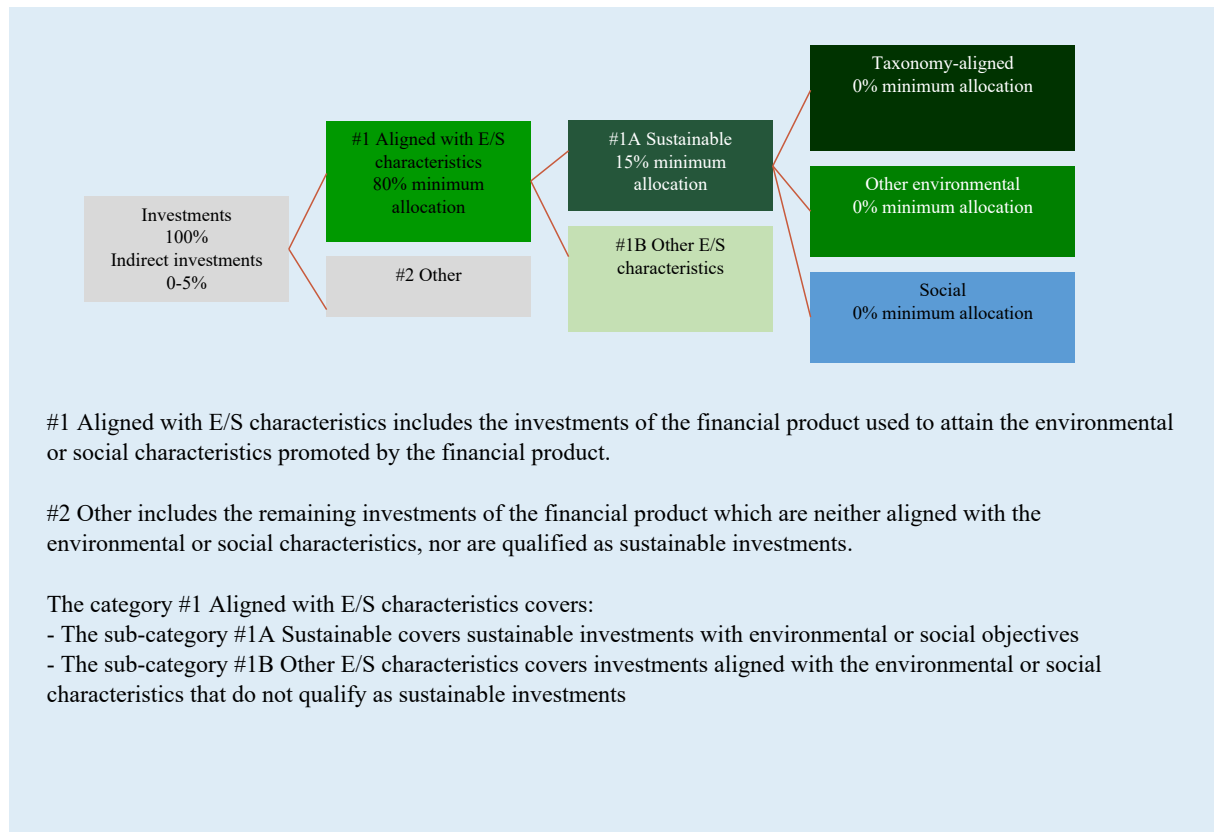 Investments
100%
Indirect investments
0-5%
#1 Aligned with E/S
characteristics
80% minimum
allocation
#2 Other
#1A Sustainable
15% minimum
allocation
#1B Other E/S
characteristics
Taxonomy-aligned
0% minimum allocation
Other environmental
0% minimum allocation
Social
0% minimum allocation
#1 Aligned with E/S characteristics includes the investments of the financial product used to attain the environmental
or social characteristics promoted by the financial product.
#2 Other includes the remaining investments of the financial product which are neither aligned with the
environmental or social characteristics, nor are qualified as sustainable investments.
The category #1 Aligned with E/S characteristics covers:
- The sub-category #1A Sustainable covers sustainable investments with environmental or social objectives
- The sub-category #1B Other E/S characteristics covers investments aligned with the environmental or social
characteristics that do not qualify as sustainable investments